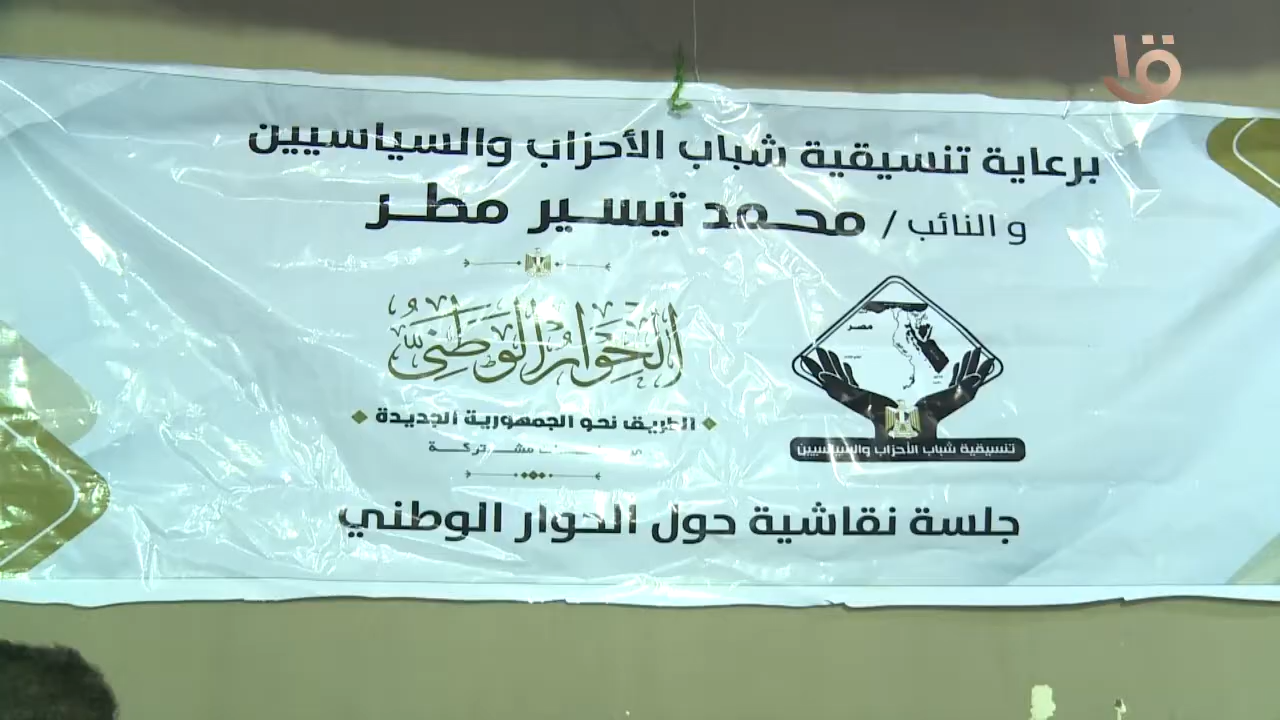 برعاية تنسيقية شباب الأحزاب والسياسيين
و النائب / محمد تيسير مطر
الحوار الوطني
الطريق نحو الجمهورية الجديدة
مشتركة
مصر
تنسيقية شباب الأحزاب والسياسيين
جلسة نقاشية حول الحوار الوطني